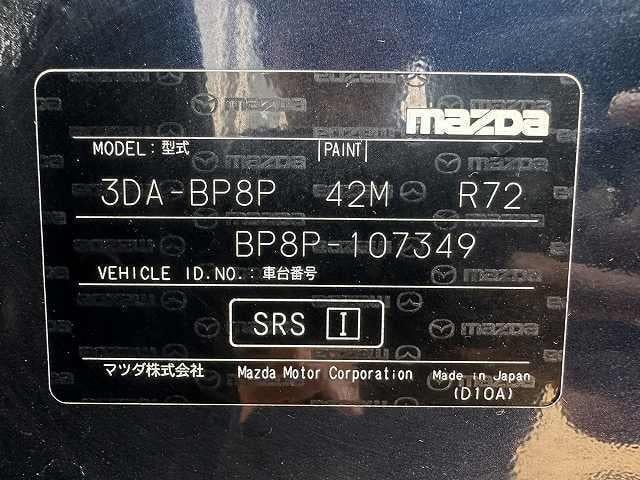 mazda
MODEL: 型式 PAINT
3DA-BP8P 42M R72
BP8P-107349
VEHICLE ID.NO.: 車台番号
SRS I
マツダ株式会社 Mazda Motor Corporation Made in Japan
(D10A)